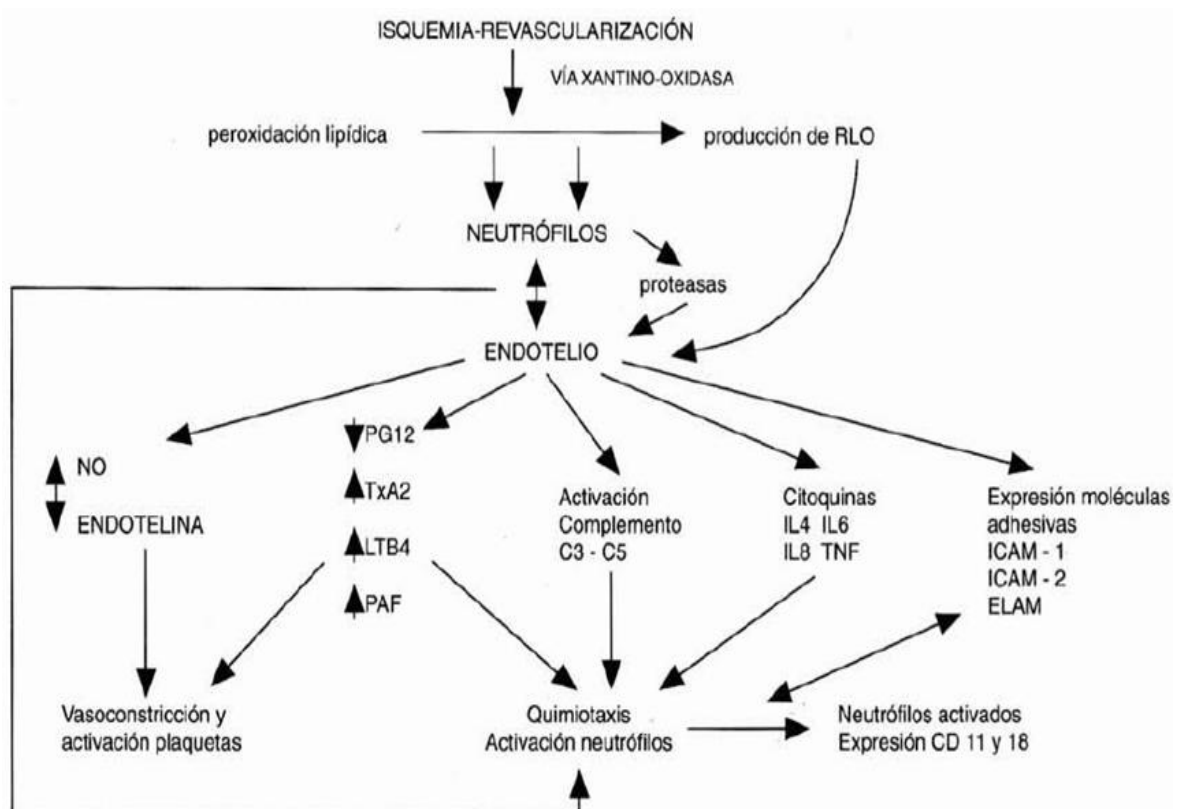 ISQUEMIA-REVASCULARIZACIÓN
VÍA XANTINO-OXIDASA
peroxidación lipídica
producción de RLO
NEUTRÓFILOS
proteasas
ENDOTELIO
NO
ENDOTELINA
PG12
TxA2
LTB4
PAF
Activación
Complemento
C3 - C5
Citoquinas
IL4 IL6
IL8 TNF
Expresión moléculas
adhesivas
ICAM - 1
ICAM - 2
ELAM
Vasoconstricción y
activación plaquetas
Quimiotaxis
Activación neutrófilos
Neutrófilos activados
Expresión CD 11 y 18